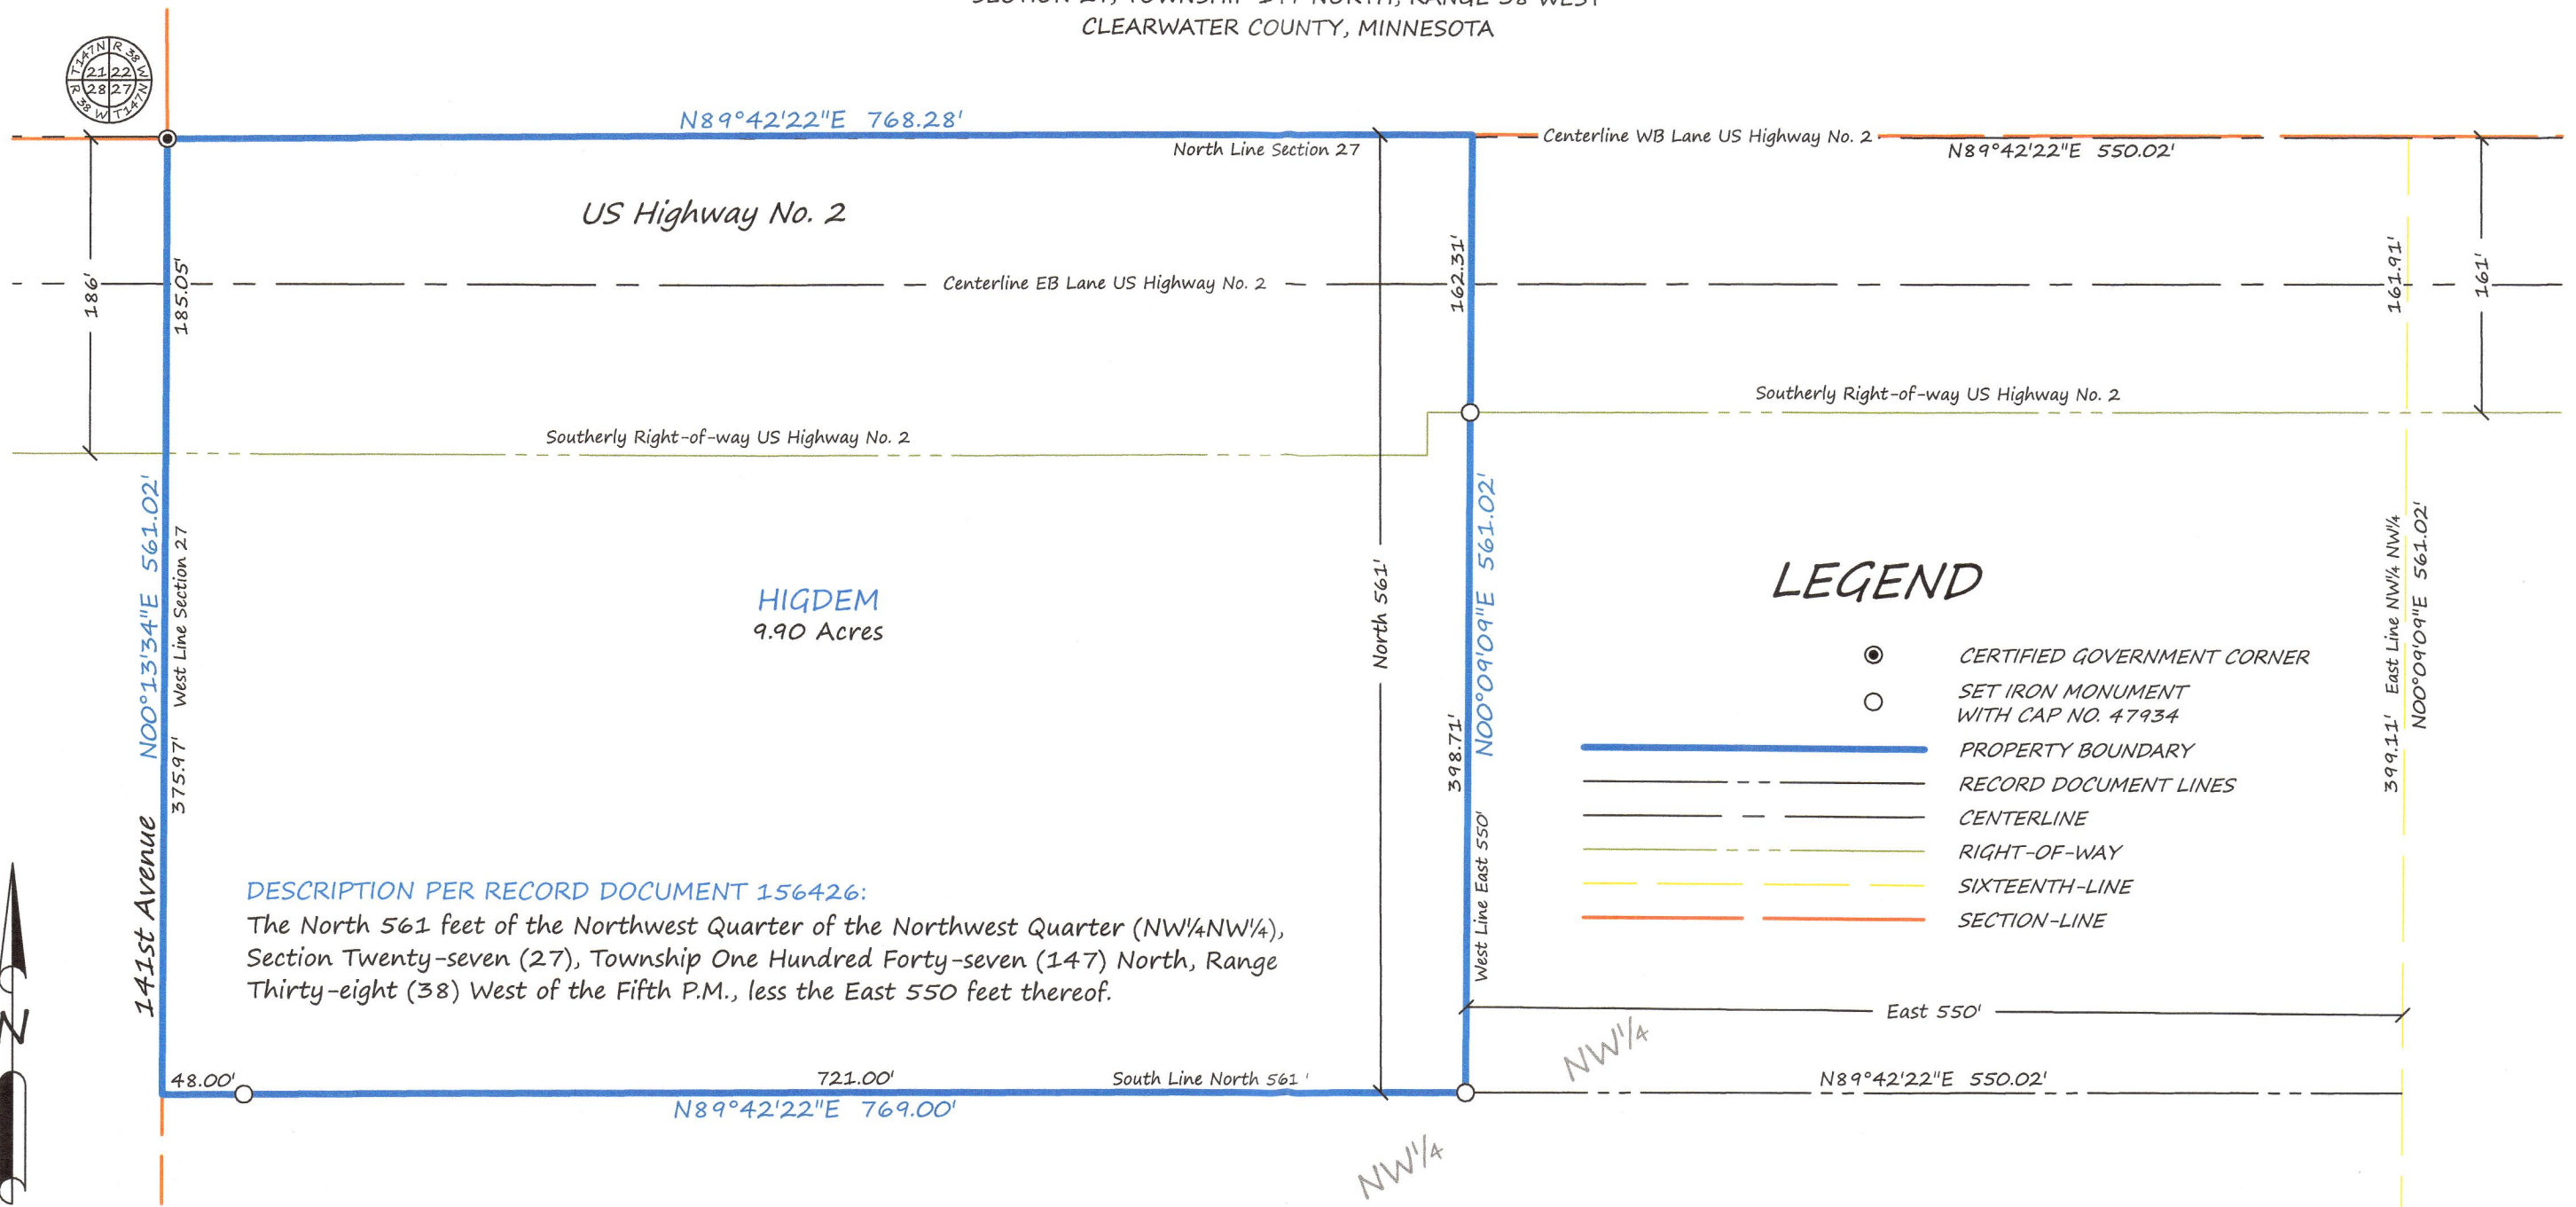 CLEARWATER COUNTY, MINNESOTA
T147N R 38 W
21 22
28 27
R 38 W T147N
N89°42'22"E 768.28'
North Line Section 27
Centerline WB Lane US Highway No. 2
N89°42'22"E 550.02'
US Highway No. 2
186'
185.05'
Centerline EB Lane US Highway No. 2
162.31'
161.91'
161'
Southerly Right-of-way US Highway No. 2
Southerly Right-of-way US Highway No. 2
N00°13'34"E 561.02'
West Line Section 27
375.97'
141st Avenue
HIGDEM
9.90 Acres
North 561'
N00°09'09"E 561.02'
398.71'
West Line East 550'
LEGEND
CERTIFIED GOVERNMENT CORNER
SET IRON MONUMENT
WITH CAP NO. 47934
PROPERTY BOUNDARY
RECORD DOCUMENT LINES
CENTERLINE
RIGHT-OF-WAY
SIXTEENTH-LINE
SECTION-LINE
East Line NW¼ NW¼
399.11'
N00°09'09"E 561.02'
DESCRIPTION PER RECORD DOCUMENT 156426:
The North 561 feet of the Northwest Quarter of the Northwest Quarter (NW¼NW¼),
Section Twenty-seven (27), Township One Hundred Forty-seven (147) North, Range
Thirty-eight (38) West of the Fifth P.M., less the East 550 feet thereof.
East 550'
N
48.00'
721.00'
South Line North 561 '
N89°42'22"E 769.00'
NW¼
N89°42'22"E 550.02'
NW¼